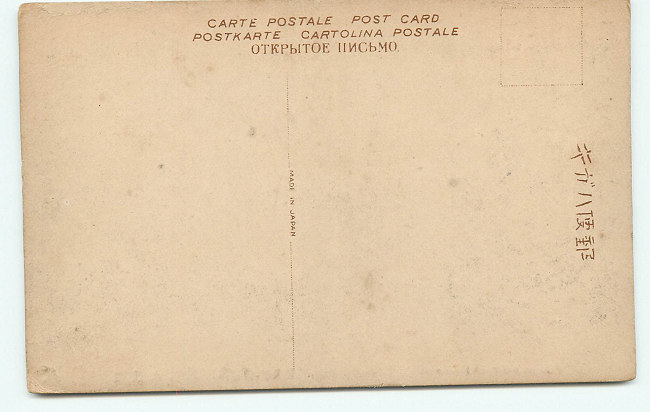 CARTE POSTALE POST CARD
POSTKARTE CARTOLINA POSTALE
ОТКРЫТОЕ ПИСЬМО.
MADE IN JAPAN
郵便ハガキ